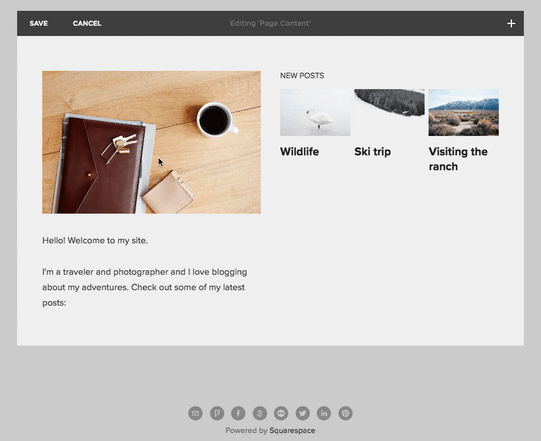 SAVE CANCEL Editing 'Page Content' +
NEW POSTS
Wildlife
Ski trip
Visiting the
ranch
Hello! Welcome to my site.
I'm a traveler and photographer and I love blogging
about my adventures. Check out some of my latest
posts:
Powered by Squarespace